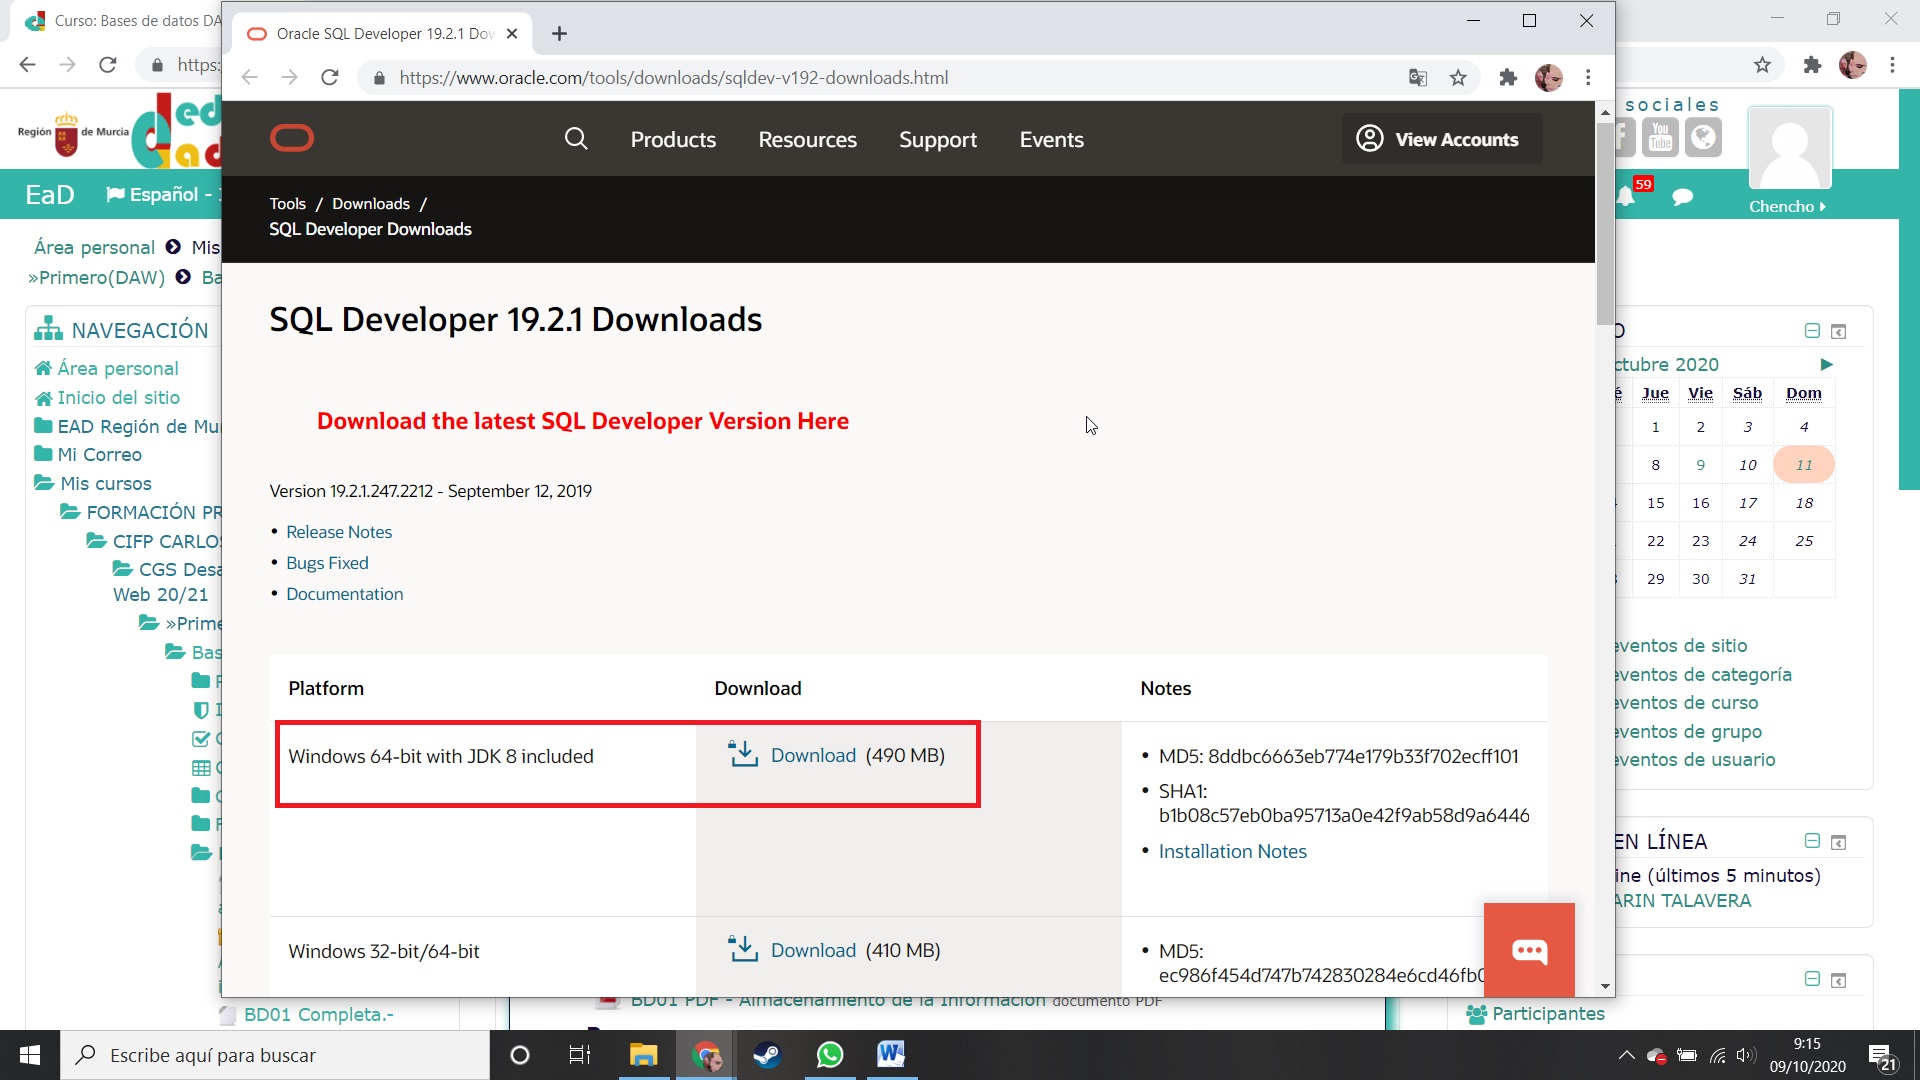 Curso: Bases de datos DA
https:
Oracle SQL Developer 19.2.1 Dow
https://www.oracle.com/tools/downloads/sqldev-v192-downloads.html
Products
Resources
Support
Events
View Accounts
Tools / Downloads /
SQL Developer Downloads
SQL Developer 19.2.1 Downloads
Download the latest SQL Developer Version Here
Version 19.2.1.247.2212 - September 12, 2019
• Release Notes
• Bugs Fixed
• Documentation
Platform
Download
Notes
Windows 64-bit with JDK 8 included
Download (490 MB)
• MD5: 8ddbc6663eb774e179b33f702ecff101
• SHA1:
b1b08c57eb0ba95713a0e42f9ab58d9a6446
• Installation Notes
Windows 32-bit/64-bit
Download (410 MB)
• MD5:
ec986f454d747b742830284e6cd46fb0
Región de Murcia
EaD
Español -
Área personal
Mis
»Primero(DAW)
Ba
NAVEGACIÓN
Área personal
Inicio del sitio
EAD Región de Mu
Mi Correo
Mis cursos
FORMACIÓN PR
CIFP CARLOS
CGS Desa
Web 20/21
»Prime
Bas
BD01 Completa.-
BD01 PDF - Almacenamiento de la Información documento PDF
sociales
You
Tube
59
Chencho
O
ctubre 2020
é Jue Vie Sáb Dom
1 2 3 4
8 9 10 11
15 16 17 18
22 23 24 25
29 30 31
eventos de sitio
eventos de categoría
eventos de curso
eventos de grupo
eventos de usuario
EN LÍNEA
ine (últimos 5 minutos)
ARIN TALAVERA
Participantes
Escribe aquí para buscar
9:15
09/10/2020
21